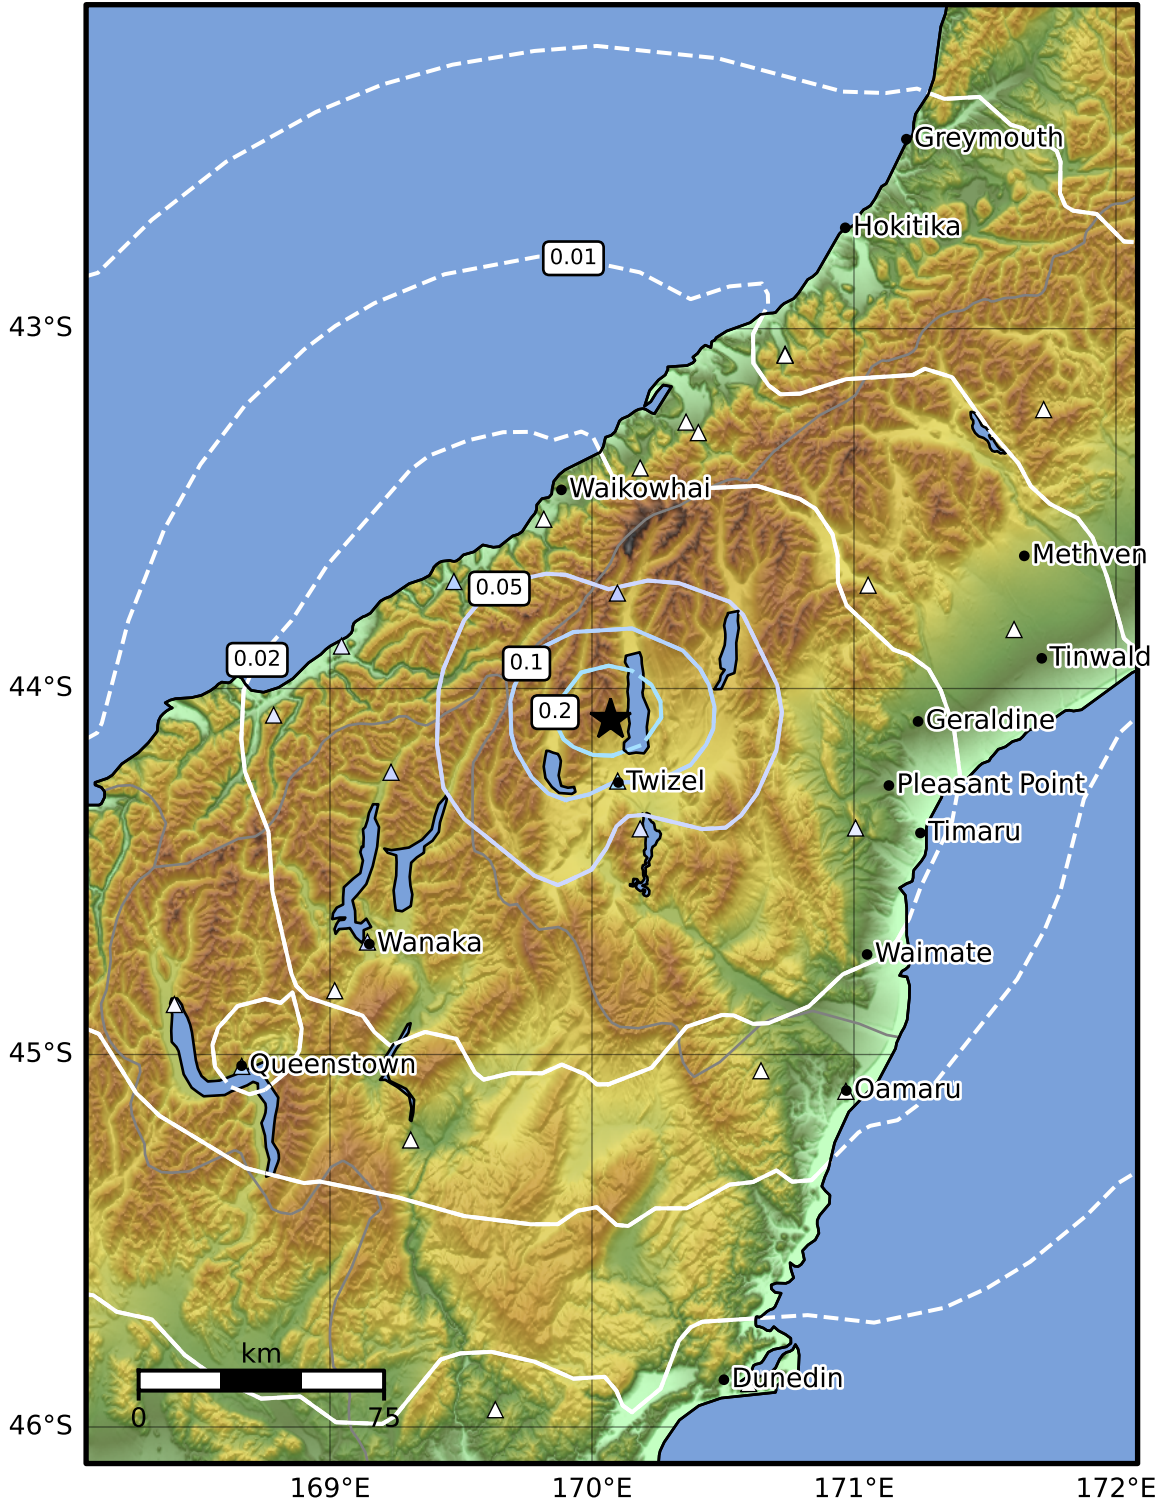 Greymouth
Hokitika
0.01
43°S
Waikowhai
Methven
0.05
0.02
0.1
Tinwald
44°S
0.2
Geraldine
Twizel
Pleasant Point
Timaru
Wanaka
Waimate
45°S
Queenstown
Oamaru
km
0 75
Dunedin
46°S
169°E 170°E 171°E 172°E